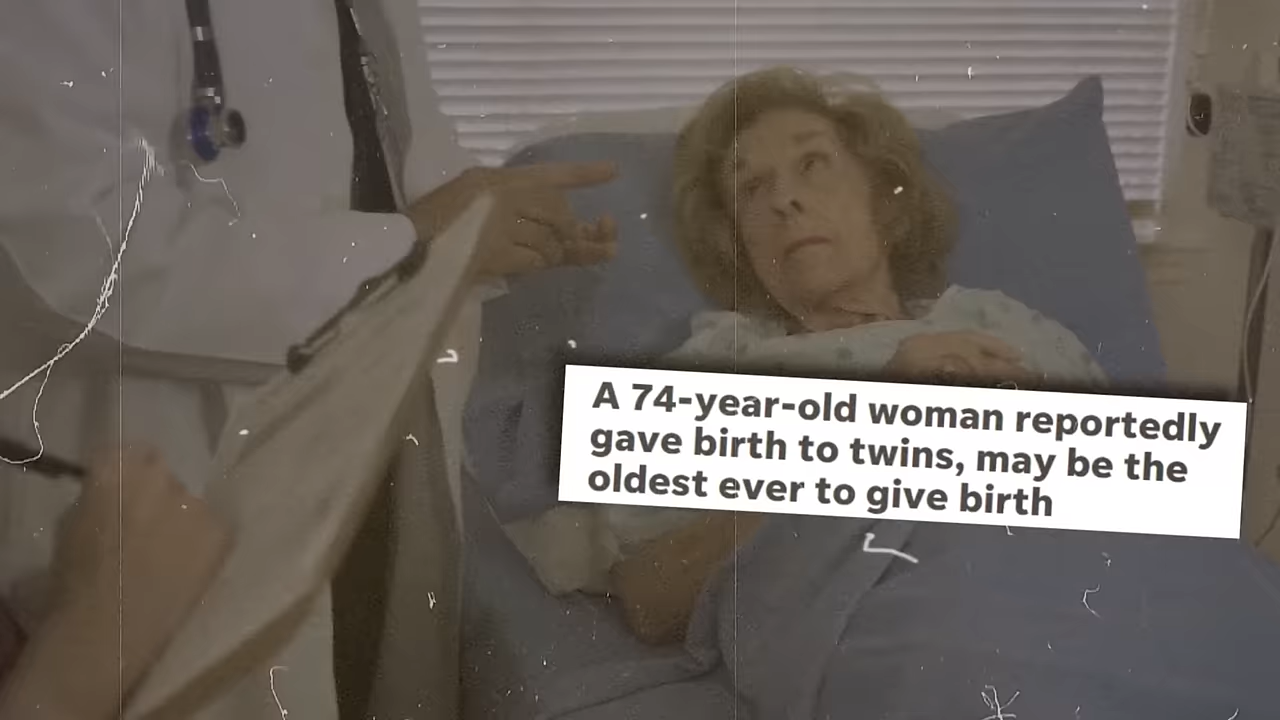 A 74-year-old woman reportedly
gave birth to twins, may be the
oldest ever to give birth